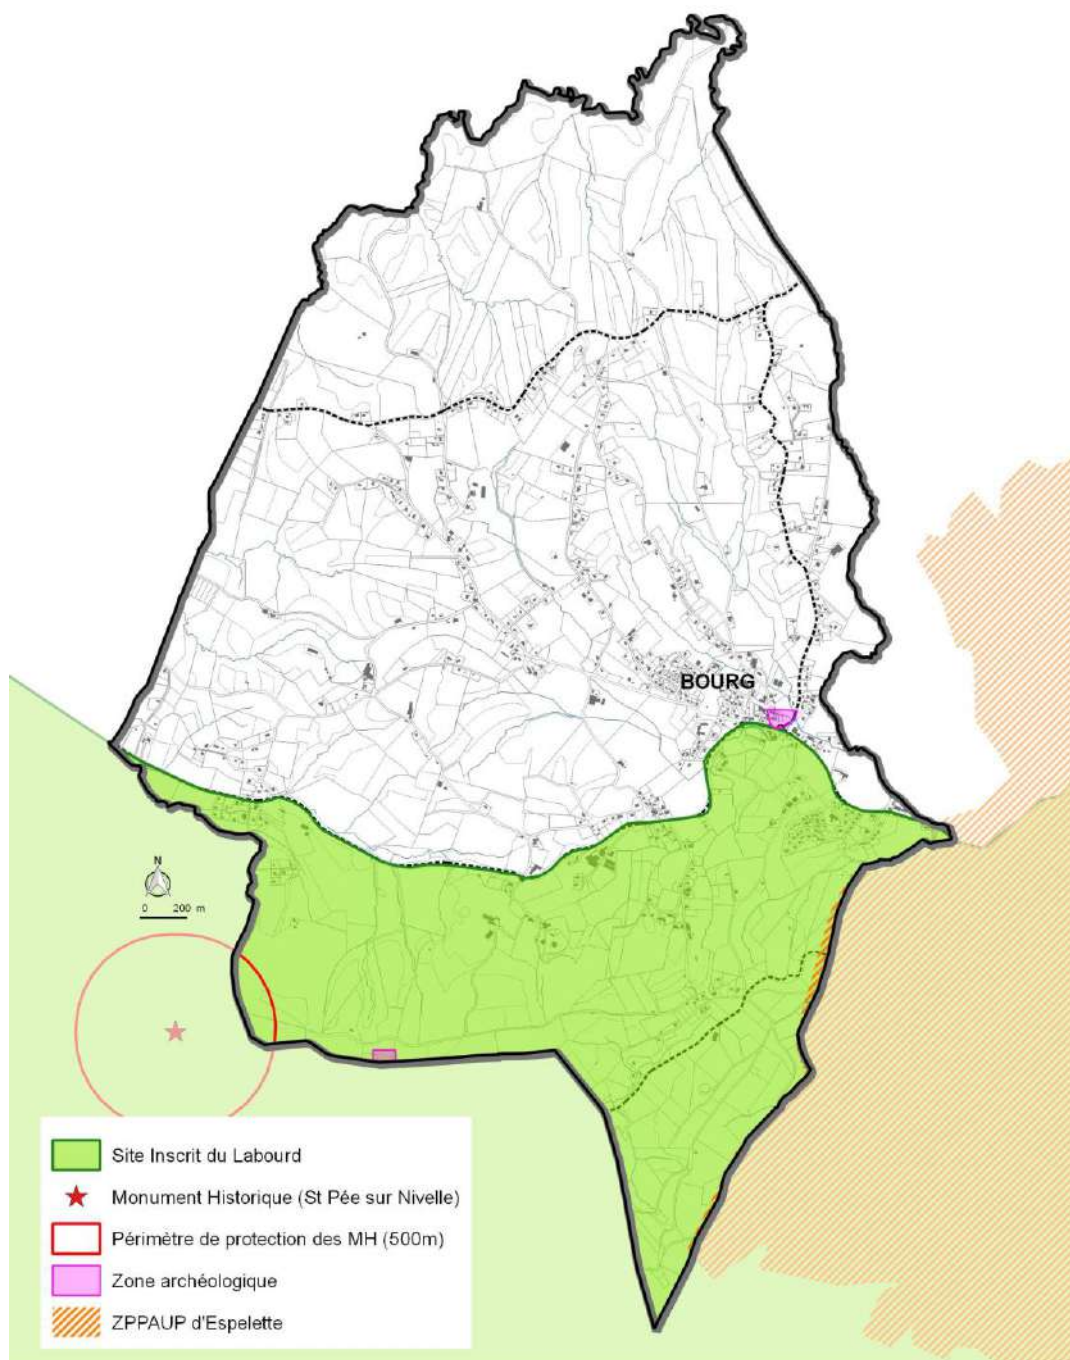 BOURG
N
0 200 m
Site Inscrit du Labourd
Monument Historique (St Pée sur Nivelle)
Périmètre de protection des MH (500m)
Zone archéologique
ZPPAUP d'Espelette